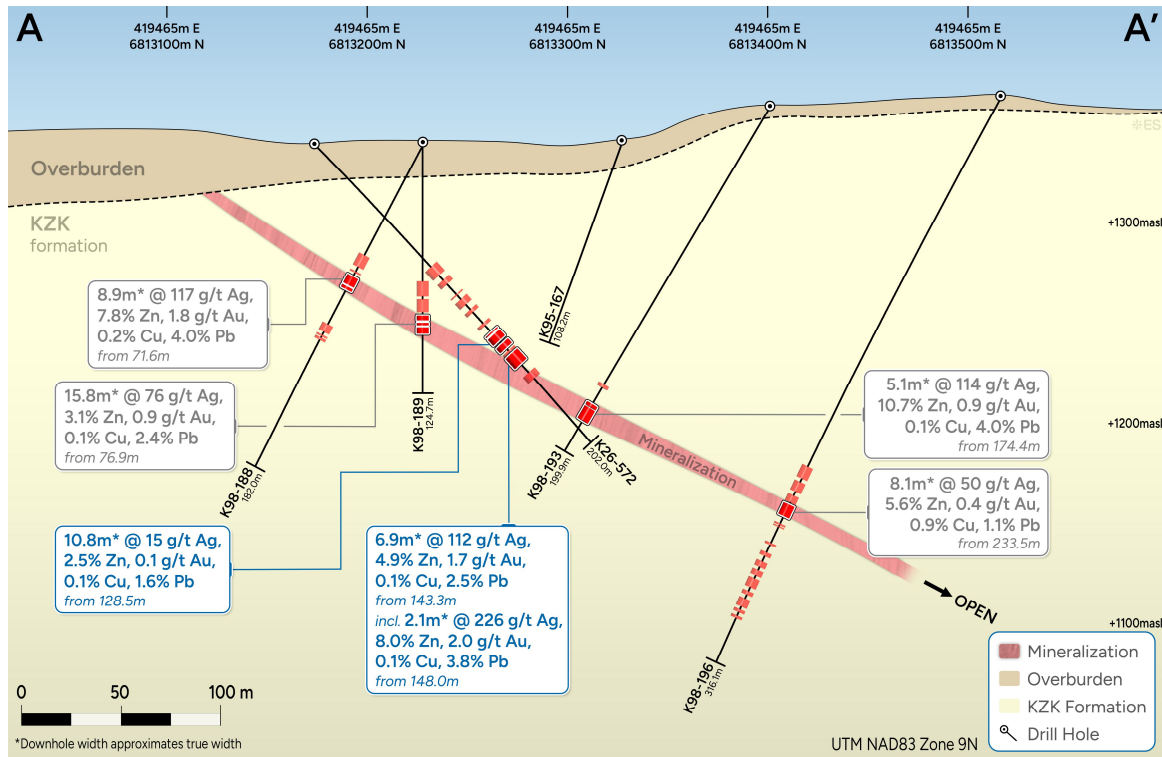 A
A'
419465m E
6813100m N
419465m E
6813200m N
419465m E
6813300m N
419465m E
6813400m N
419465m E
6813500m N
Overburden
KZK
formation
+1300masl
+1200masl
+1100mas
8.9m* @ 117 g/t Ag,
7.8% Zn, 1.8 g/t Au,
0.2% Cu, 4.0% Pb
from 71.6m
15.8m* @ 76 g/t Ag,
3.1% Zn, 0.9 g/t Au,
0.1% Cu, 2.4% Pb
from 76.9m
10.8m* @ 15 g/t Ag,
2.5% Zn, 0.1 g/t Au,
0.1% Cu, 1.6% Pb
from 128.5m
6.9m* @ 112 g/t Ag,
4.9% Zn, 1.7 g/t Au,
0.1% Cu, 2.5% Pb
from 143.3m
incl. 2.1m* @ 226 g/t Ag,
8.0% Zn, 2.0 g/t Au,
0.1% Cu, 3.8% Pb
from 148.0m
5.1m* @ 114 g/t Ag,
10.7% Zn, 0.9 g/t Au,
0.1% Cu, 4.0% Pb
from 174.4m
8.1m* @ 50 g/t Ag,
5.6% Zn, 0.4 g/t Au,
0.9% Cu, 1.1% Pb
from 233.5m
K98-188
182.0m
K98-189
124.7m
K95-167
108.2m
K98-193
199.9m
K26-572
202.0m
K98-196
316.1m
Mineralization
OPEN
Mineralization
Overburden
KZK Formation
Drill Hole
0 50 100 m
*Downhole width approximates true width
UTM NAD83 Zone 9N